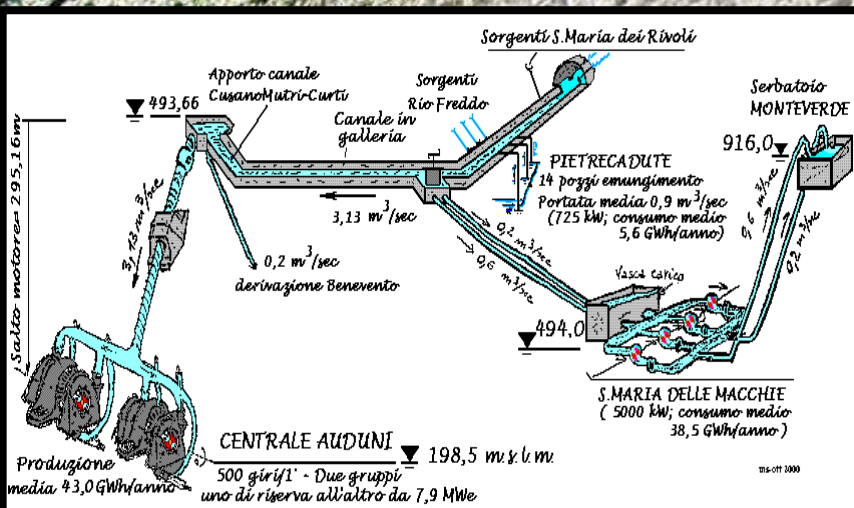 Sorgenti S.Maria dei Rivoli
Apporto canale
CusanoMutri-Curti
Sorgenti
Rio Freddo
Serbatoio
MONTEVERDE
493,66
Canale in
galleria
916,0
PIETRECADUTE
14 pozzi emungimento
Portata media 0,9 m³/sec
(725 kW; consumo medio
5,6 GWh/anno)
Salto motore= 295,16m
3,13 m³/sec
3,13 m³/sec
0,2 m³/sec
0,6 m³/sec
0,6 m³/sec
0,2 m³/sec
0,2 m³/sec
derivazione Benevento
Vasca carico
494,0
S.MARIA DELLE MACCHIE
( 5000 kW; consumo medio
38,5 GWh/anno )
CENTRALE AUDUNI
198,5 m.s.l.m.
Produzione
media 43,0 GWh/anno
500 giri/1' - Due gruppi
uno di riserva all'altro da 7,9 MWe